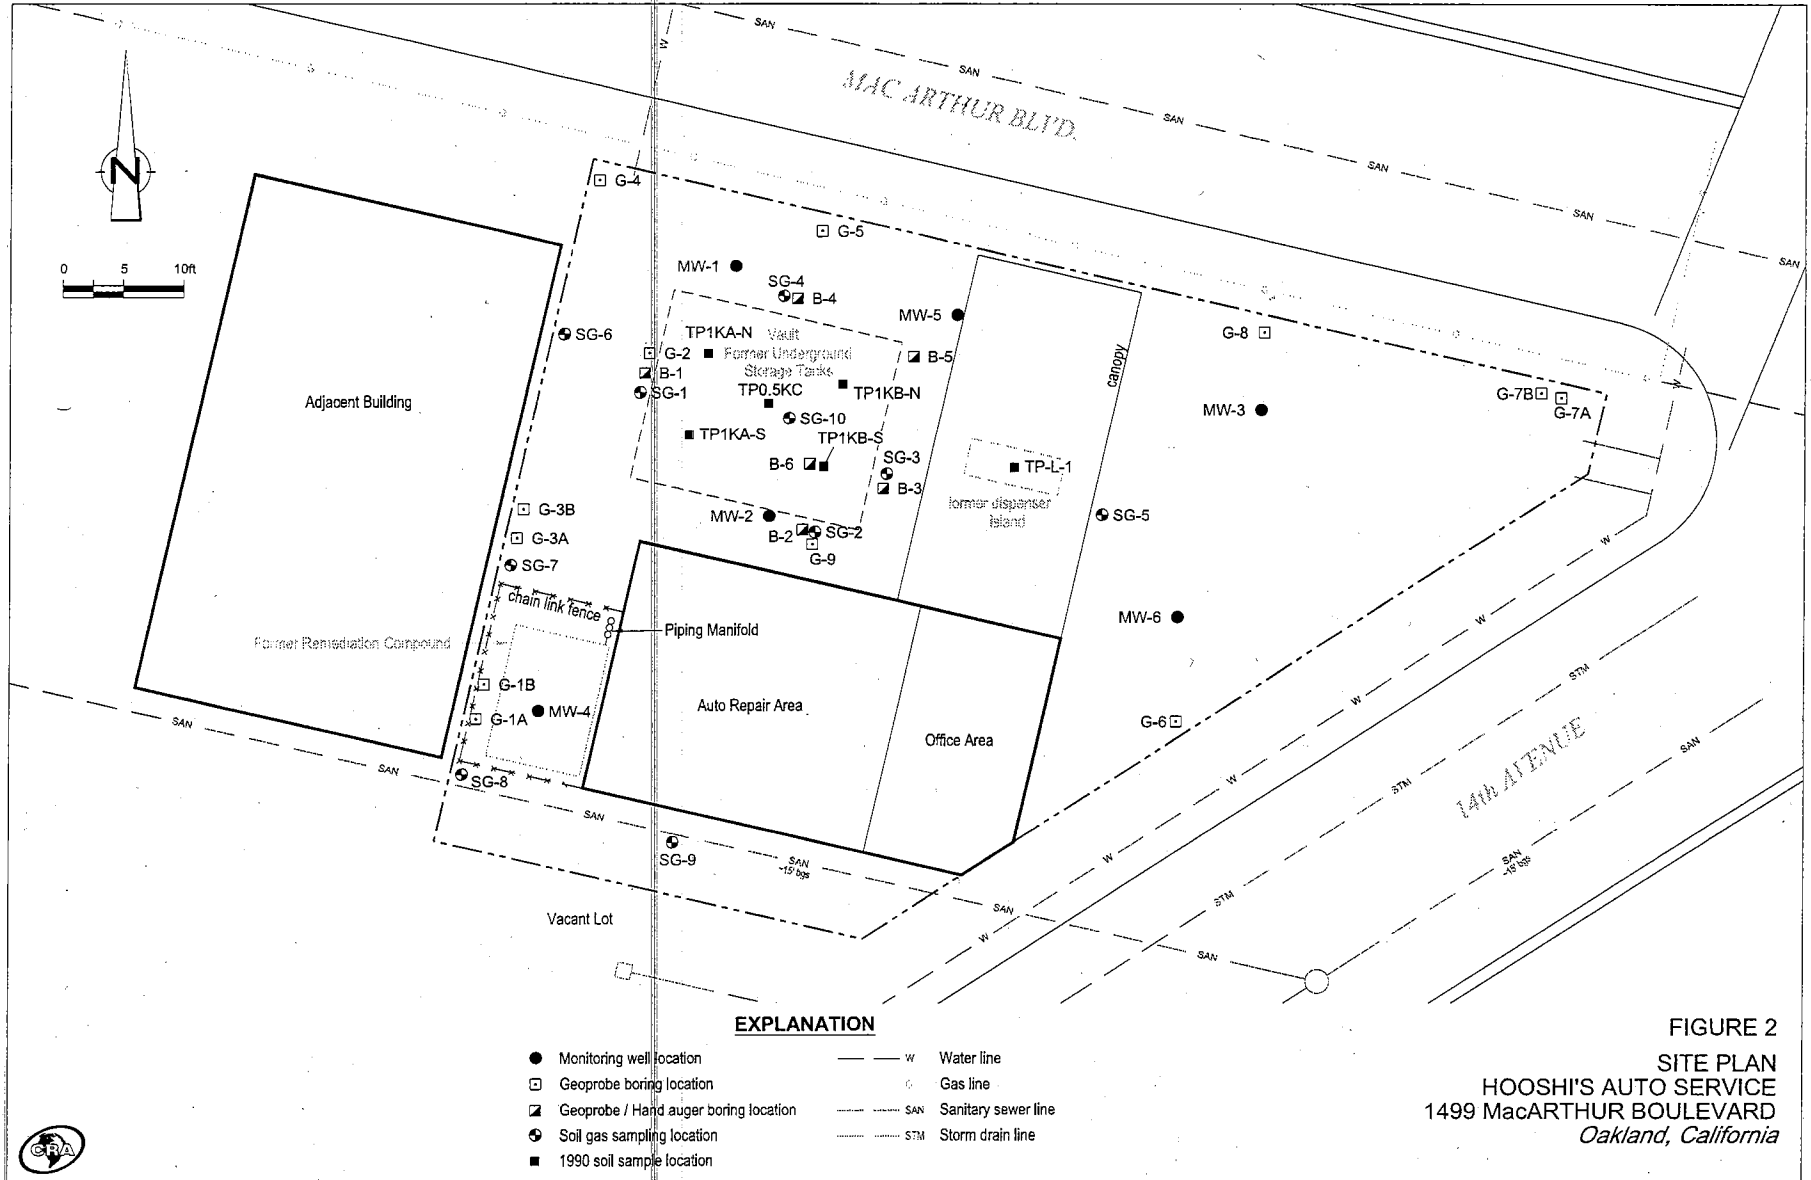 SAN
W
SAN
MAC ARTHUR BLVD.
SAN
SAN
SAN
SAN
N
G-4
G-5
0 5 10ft
MW-1
SG-4
B-4
MW-5
SG-6
G-8
TP1KA-N
Vault
Former Underground
Storage Tanks
G-2
B-5
canopy
B-1
TP0.5KC
TP1KB-N
W
G-7B
G-7A
SG-1
Adjacent Building
MW-3
SG-10
TP1KA-S
TP1KB-S
B-6
SG-3
TP-L-1
B-3
former dispenser
island
G-3B
MW-2
SG-5
B-2
SG-2
G-3A
G-9
W
SG-7
chain link fence
MW-6
W
Piping Manifold
Former Remediation Compound
STM
G-1B
W
Auto Repair Area
G-1A
MW-4
G-6
SAN
Office Area
14th AVENUE
SAN
SAN
SG-8
W
STM
SAN
SG-9
SAN
~15' bgs
W
SAN
~15' bgs
STM
SAN
Vacant Lot
W
SAN
EXPLANATION
Monitoring well location
Geoprobe boring location
Geoprobe / Hand auger boring location
Soil gas sampling location
1990 soil sample location
W Water line
G Gas line
SAN Sanitary sewer line
STM Storm drain line
FIGURE 2
SITE PLAN
HOOSHI'S AUTO SERVICE
1499 MacARTHUR BOULEVARD
Oakland, California
CRA